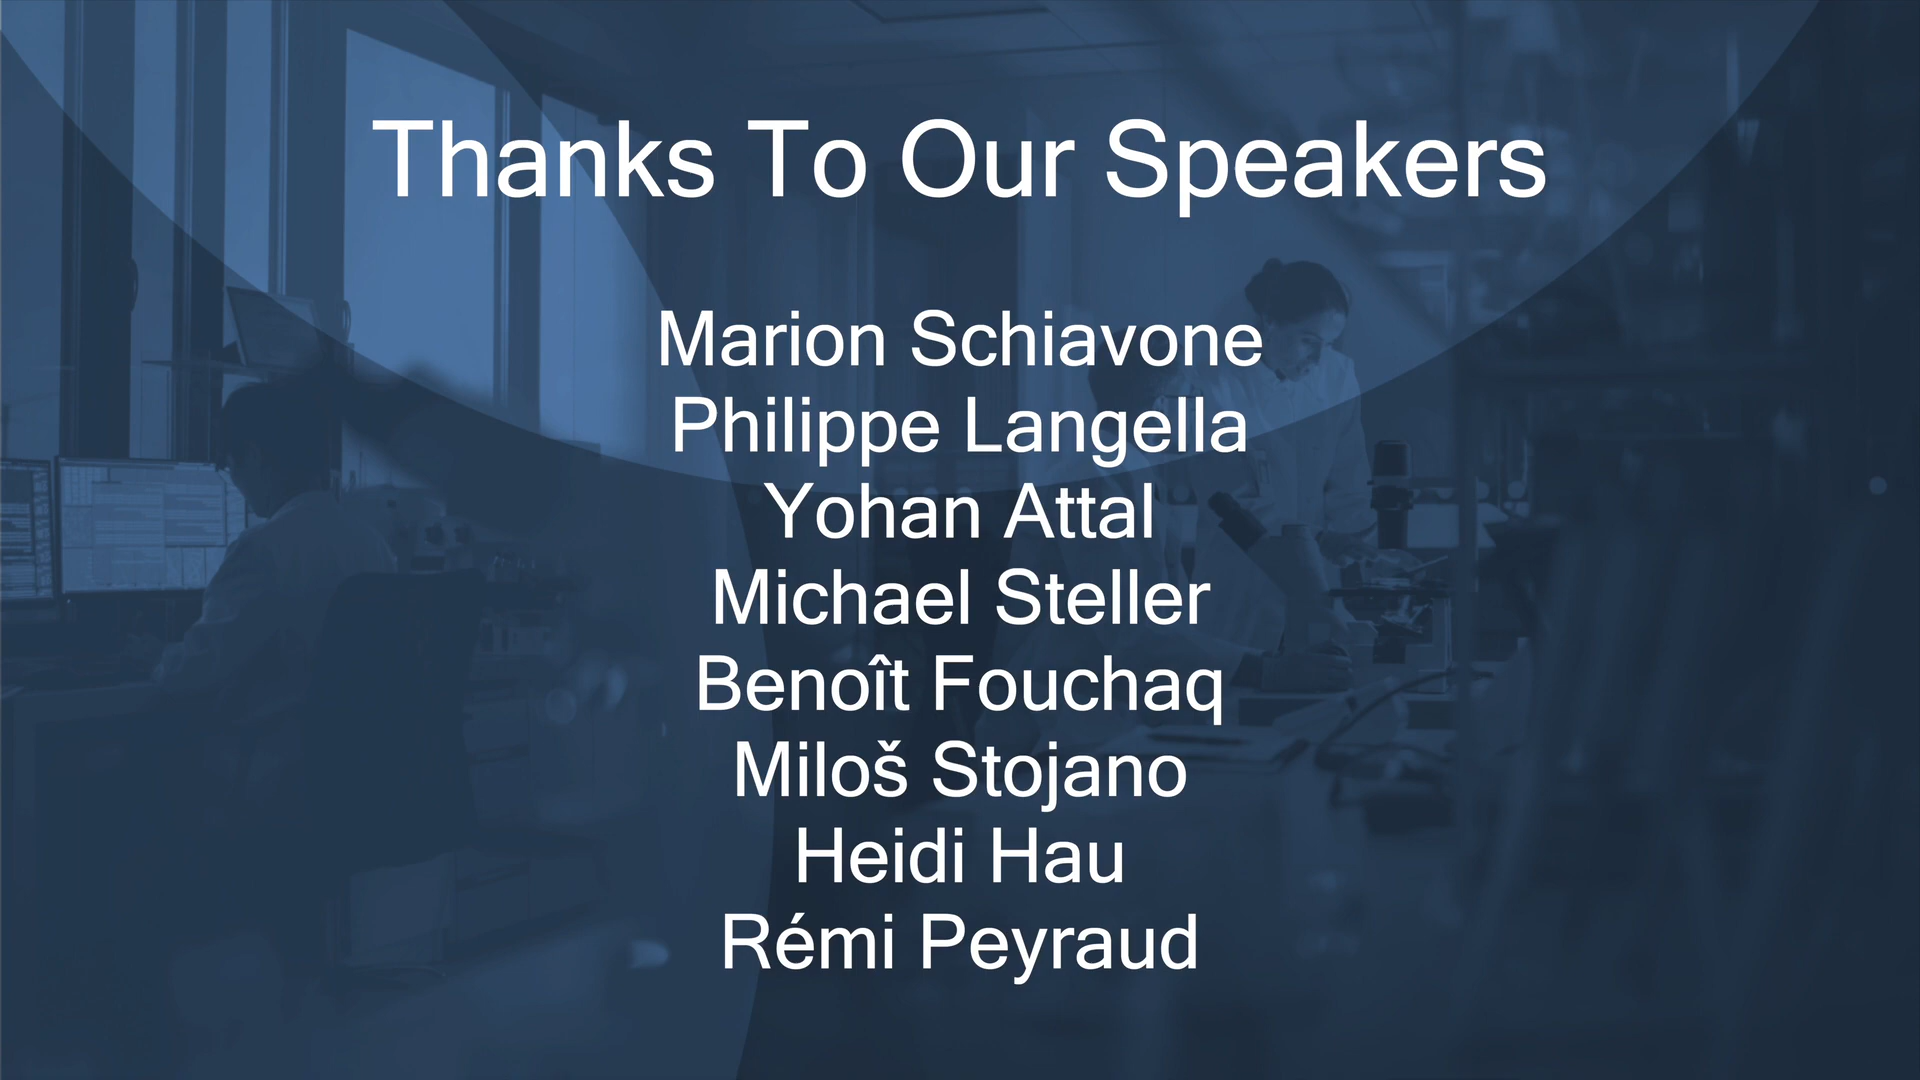 Thanks To Our Speakers
Marion Schiavone
Philippe Langella
Yohan Attal
Michael Steller
Benoît Fouchaq
Miloš Stojano
Heidi Hau
Rémi Peyraud